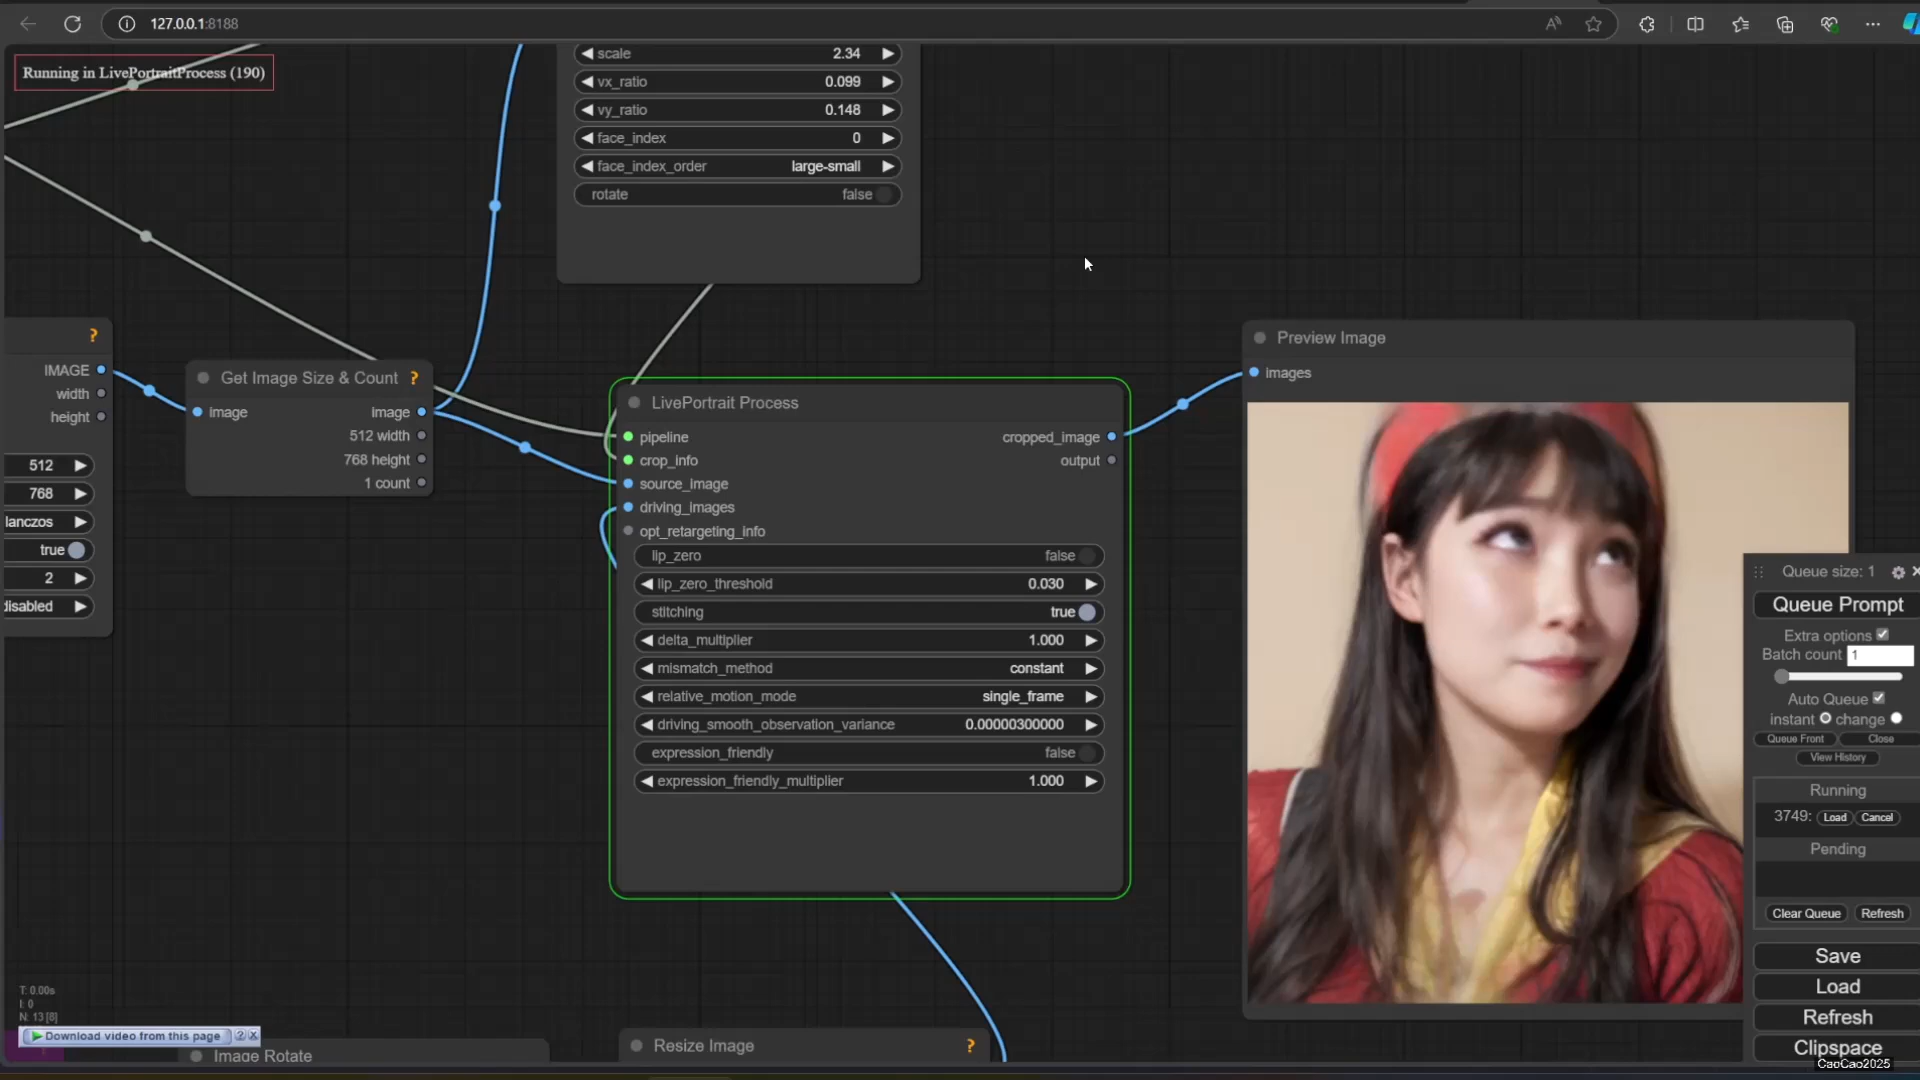 127.0.0.1:8188
Running in LivePortraitProcess (190)
scale 2.34
vx_ratio 0.099
vy_ratio 0.148
face_index 0
face_index_order large-small
rotate false
?
IMAGE
width
height
512
768
lanczos
true
2
disabled
Get Image Size & Count ?
image image
512 width
768 height
1 count
LivePortrait Process
pipeline cropped_image
crop_info output
source_image
driving_images
opt_retargeting_info
lip_zero false
lip_zero_threshold 0.030
stitching true
delta_multiplier 1.000
mismatch_method constant
relative_motion_mode single_frame
driving_smooth_observation_variance 0.00000300000
expression_friendly false
expression_friendly_multiplier 1.000
Preview Image
images
Queue size: 1
Queue Prompt
Extra options
Batch count 1
Auto Queue
instant change
Queue Front Close
View History
Running
3749: Load Cancel
Pending
Clear Queue Refresh
Save
Load
Refresh
Clipspace
CaoCao2025
T: 0.00s
I: 0
N: 13 [8]
Download video from this page ? X
Image Rotate
Resize Image ?